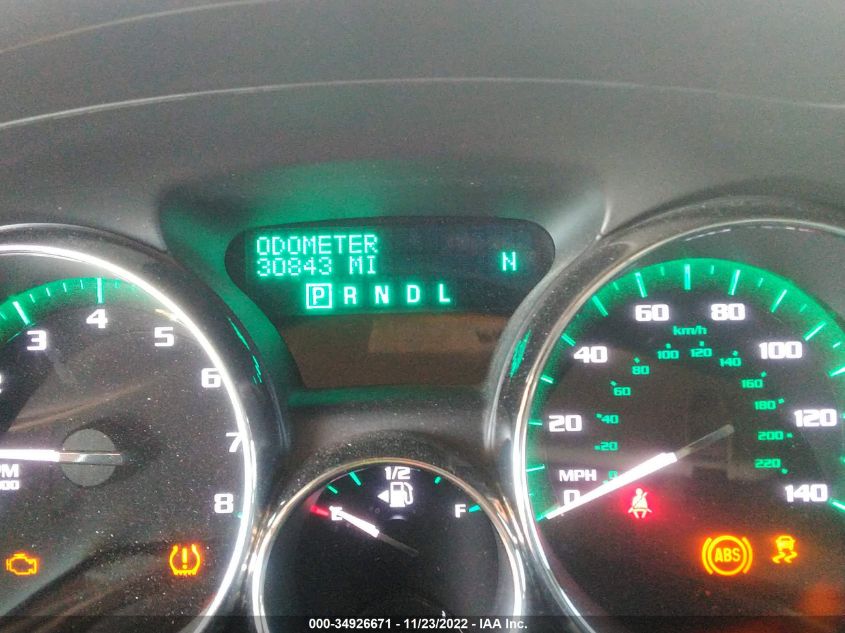 ODOMETER
30843 MI N
P R N D L
2 3 4 5 6 7 8
1/2
E F
0 20 40 60 80 100 120 140
MPH
km/h
0 20 40 60 80 100 120 140 160 180 200 220
ABS
000-34926671 - 11/23/2022 - IAA Inc.